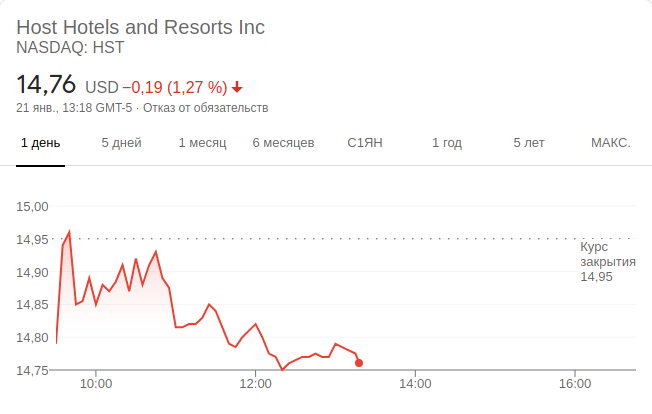 Host Hotels and Resorts Inc
NASDAQ: HST
14,76 USD −0,19 (1,27 %)
21 янв., 13:18 GMT-5 · Отказ от обязательств
1 день 5 дней 1 месяц 6 месяцев С1ЯН 1 год 5 лет МАКС.
15,00
14,95
Курс
закрытия
14,95
14,90
14,85
14,80
14,75
10:00 12:00 14:00 16:00